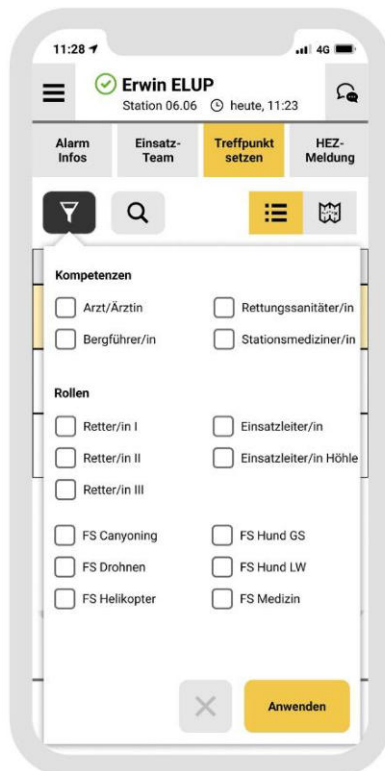 11:28 4G
Erwin ELUP
Station 06.06 heute, 11:23
Alarm Infos
Einsatz-Team
Treffpunkt setzen
HEZ-Meldung
Kompetenzen
Arzt/Ärztin Rettungssanitäter/in
Bergführer/in Stationsmediziner/in
Rollen
Retter/in I Einsatzleiter/in
Retter/in II Einsatzleiter/in Höhle
Retter/in III
FS Canyoning FS Hund GS
FS Drohnen FS Hund LW
FS Helikopter FS Medizin
Anwenden